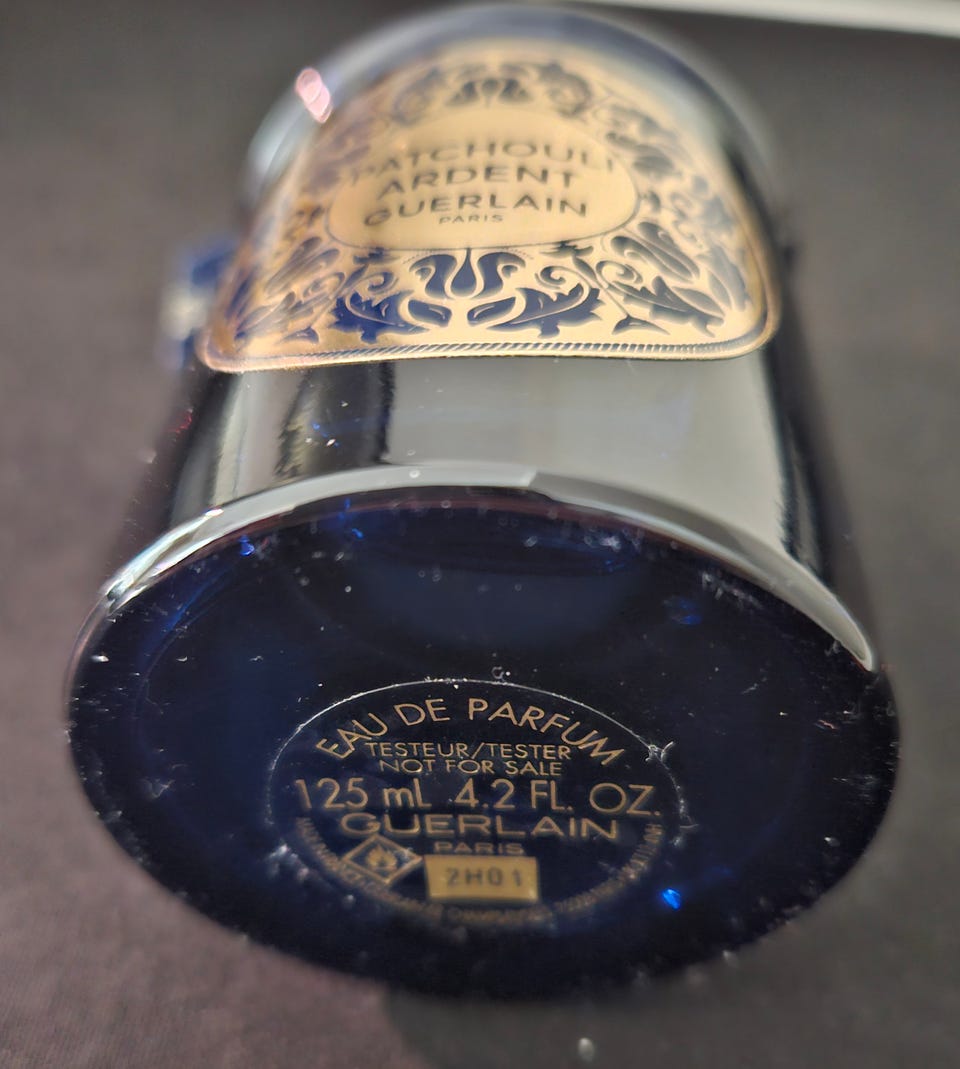 PATCHOULI
ARDENT
GUERLAIN
PARIS
EAU DE PARFUM
TESTEUR/TESTER
NOT FOR SALE
125 mL 4.2 FL. OZ.
GUERLAIN
PARIS
2H01